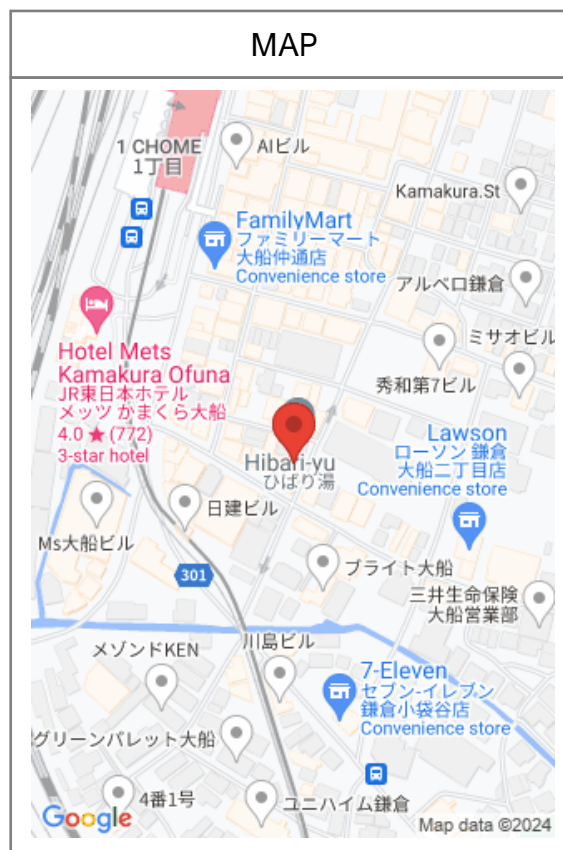 MAP
1 CHOME
1丁目
AIビル
Kamakura.St
FamilyMart
ファミリーマート
大船仲通店
Convenience store
アルベロ鎌倉
ミサオビル
Hotel Mets
Kamakura Ofuna
JR東日本ホテル
メッツ かまくら大船
4.0 ★ (772)
3-star hotel
秀和第7ビル
Lawson
ローソン 鎌倉
大船二丁目店
Convenience store
Hibari-yu
ひばり湯
日建ビル
Ms大船ビル
301
ブライト大船
三井生命保険
大船営業部
川島ビル
メゾンドKEN
7-Eleven
セブン-イレブン
鎌倉小袋谷店
Convenience store
グリーンパレット大船
4番1号
ユニハイム鎌倉
Google
Map data ©2024